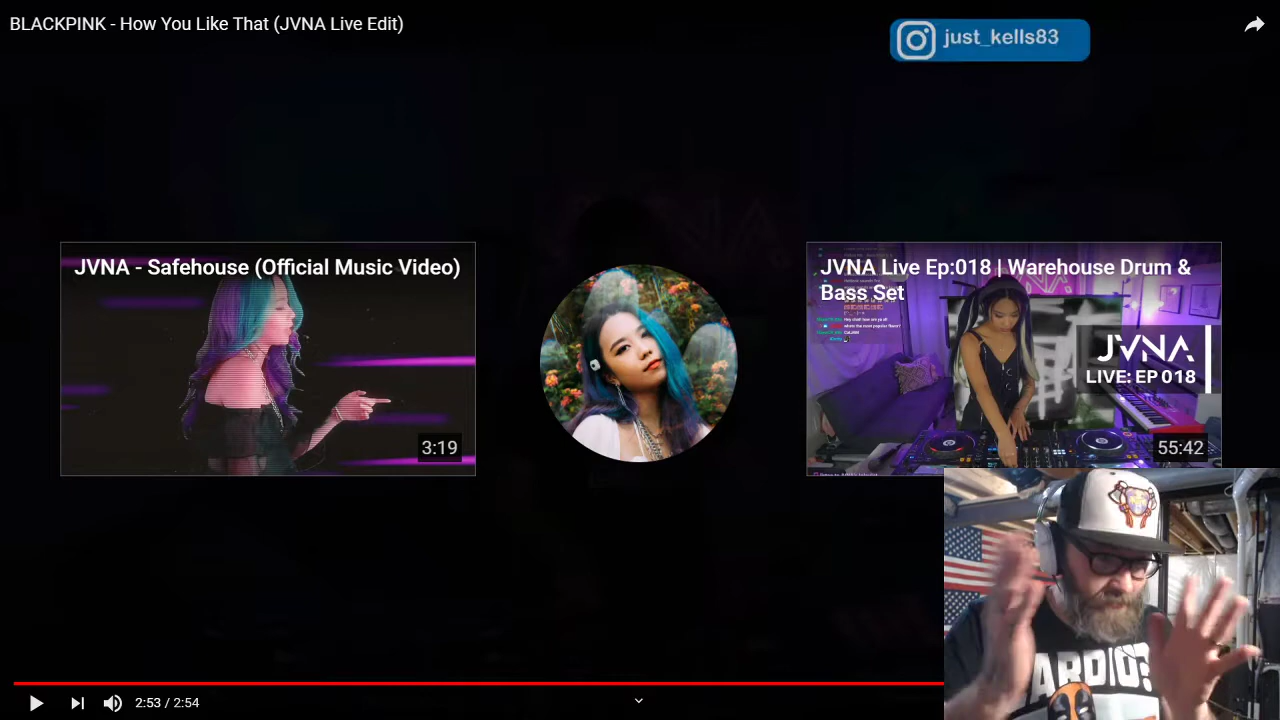 BLACKPINK - How You Like That (JVNA Live Edit)
just_kells83
JVNA - Safehouse (Official Music Video)
3:19
JVNA Live Ep:018 | Warehouse Drum &
Bass Set
JVNA
LIVE: EP 018
55:42
ARDIO?
2:53 / 2:54